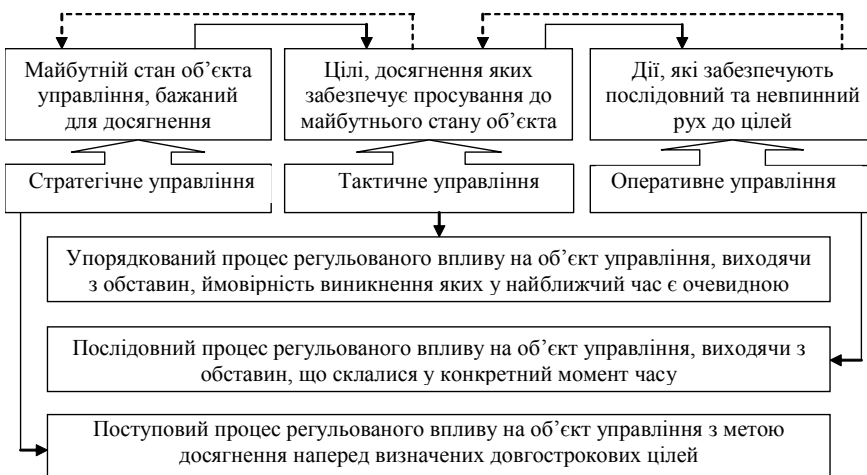 Майбутній стан об’єкта
управління, бажаний
для досягнення
Цілі, досягнення яких
забезпечує просування до
майбутнього стану об’єкта
Дії, які забезпечують
послідовний та невпинний
рух до цілей
Стратегічне управління
Тактичне управління
Оперативне управління
Упорядкований процес регульованого впливу на об’єкт управління, виходячи
з обставин, ймовірність виникнення яких у найближчий час є очевидною
Послідовний процес регульованого впливу на об’єкт управління, виходячи з
обставин, що склалися у конкретний момент часу
Поступовий процес регульованого впливу на об’єкт управління з метою
досягнення наперед визначених довгострокових цілей